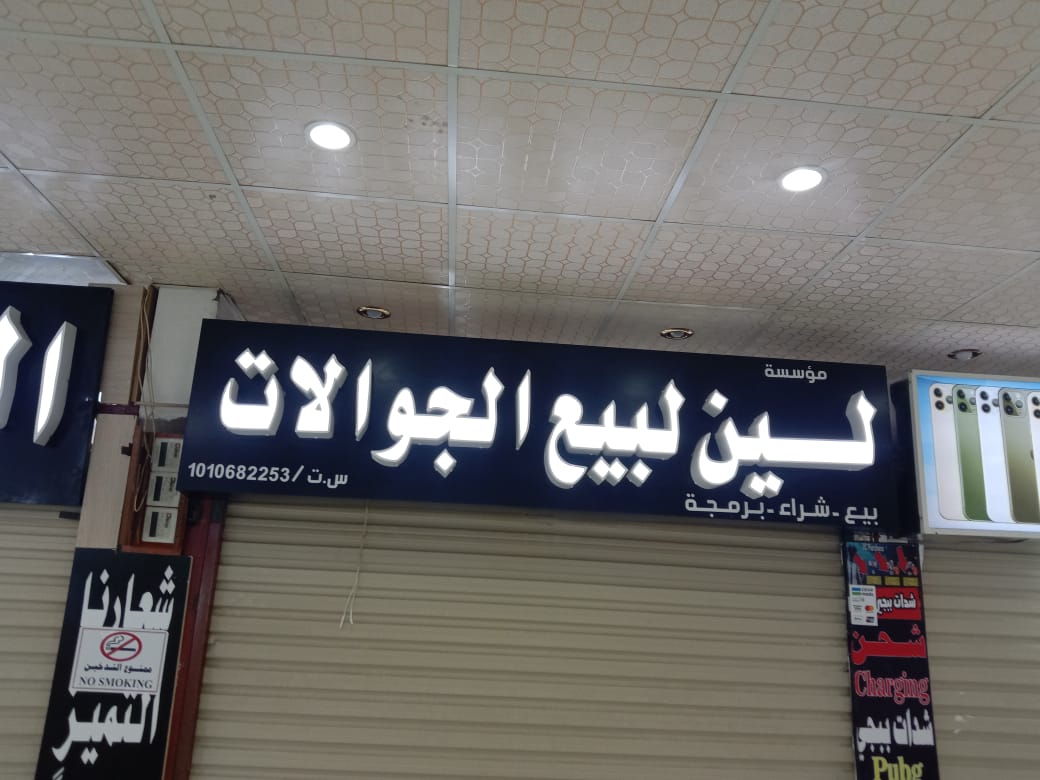 مؤسسة
لـين لبيع الجوالات
بيع - شراء - برمجة
س.ت /1010682253
شعارنا
ممنوع التدخين
NO SMOKING
التميز
شدات ببجي
شحن
Charging
شدات ببجي
Pubg